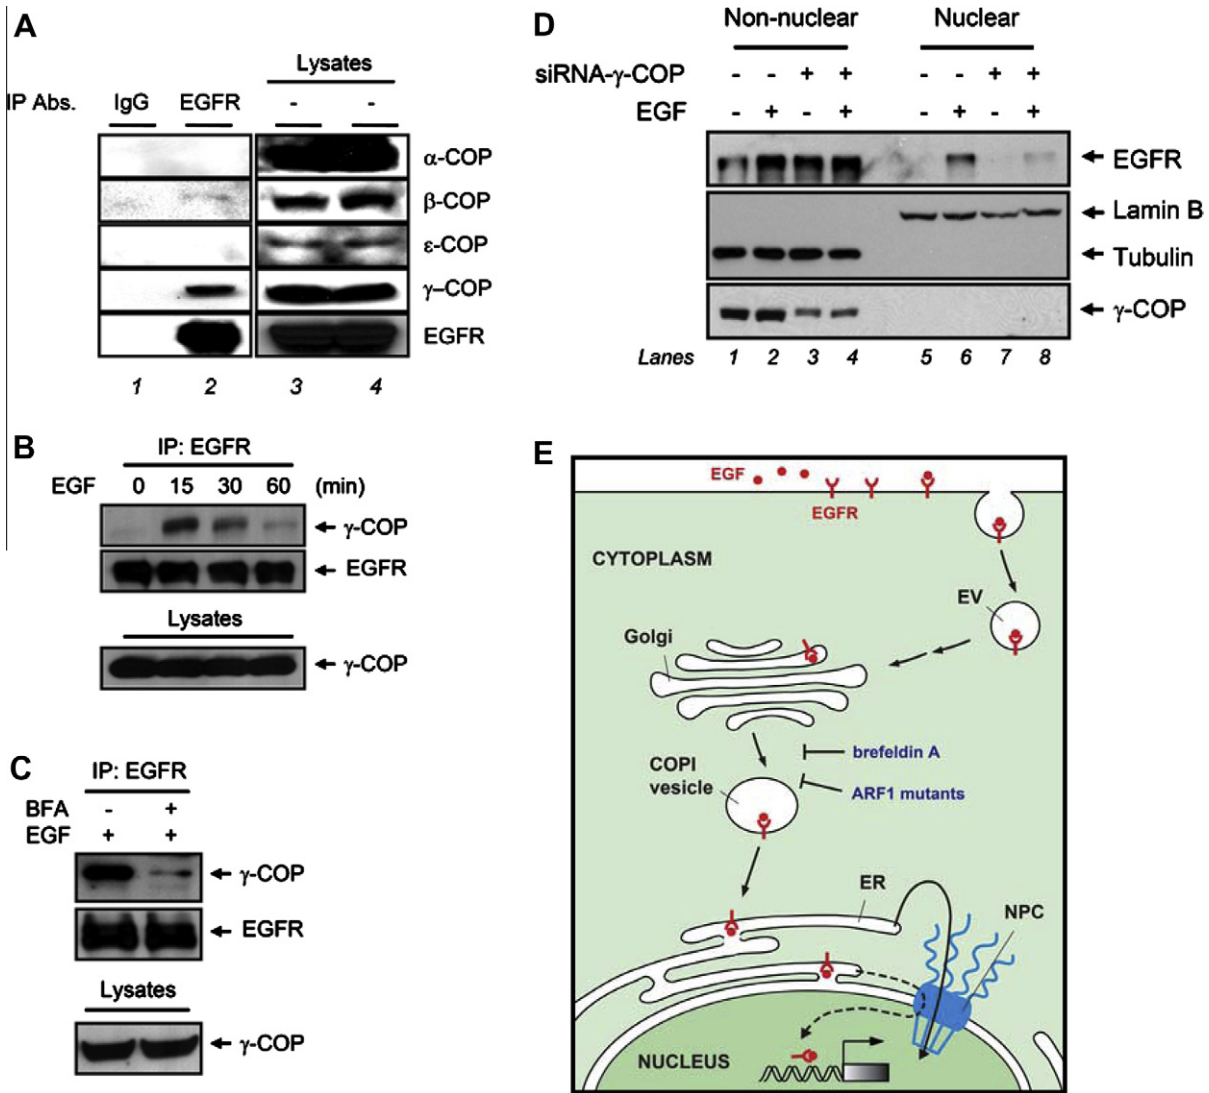 A
Lysates
IP Abs. IgG EGFR - -
α-COP
β-COP
ε-COP
γ-COP
EGFR
1 2 3 4
B
IP: EGFR
EGF 0 15 30 60 (min)
γ-COP
EGFR
Lysates
γ-COP
C
IP: EGFR
BFA - +
EGF + +
γ-COP
EGFR
Lysates
γ-COP
D
Non-nuclear Nuclear
siRNA-γ-COP - - + + - - + +
EGF - + - + - + - +
EGFR
Lamin B
Tubulin
γ-COP
Lanes 1 2 3 4 5 6 7 8
E
EGF
EGFR
CYTOPLASM
EV
Golgi
brefeldin A
COPI
vesicle
ARF1 mutants
ER
NPC
NUCLEUS